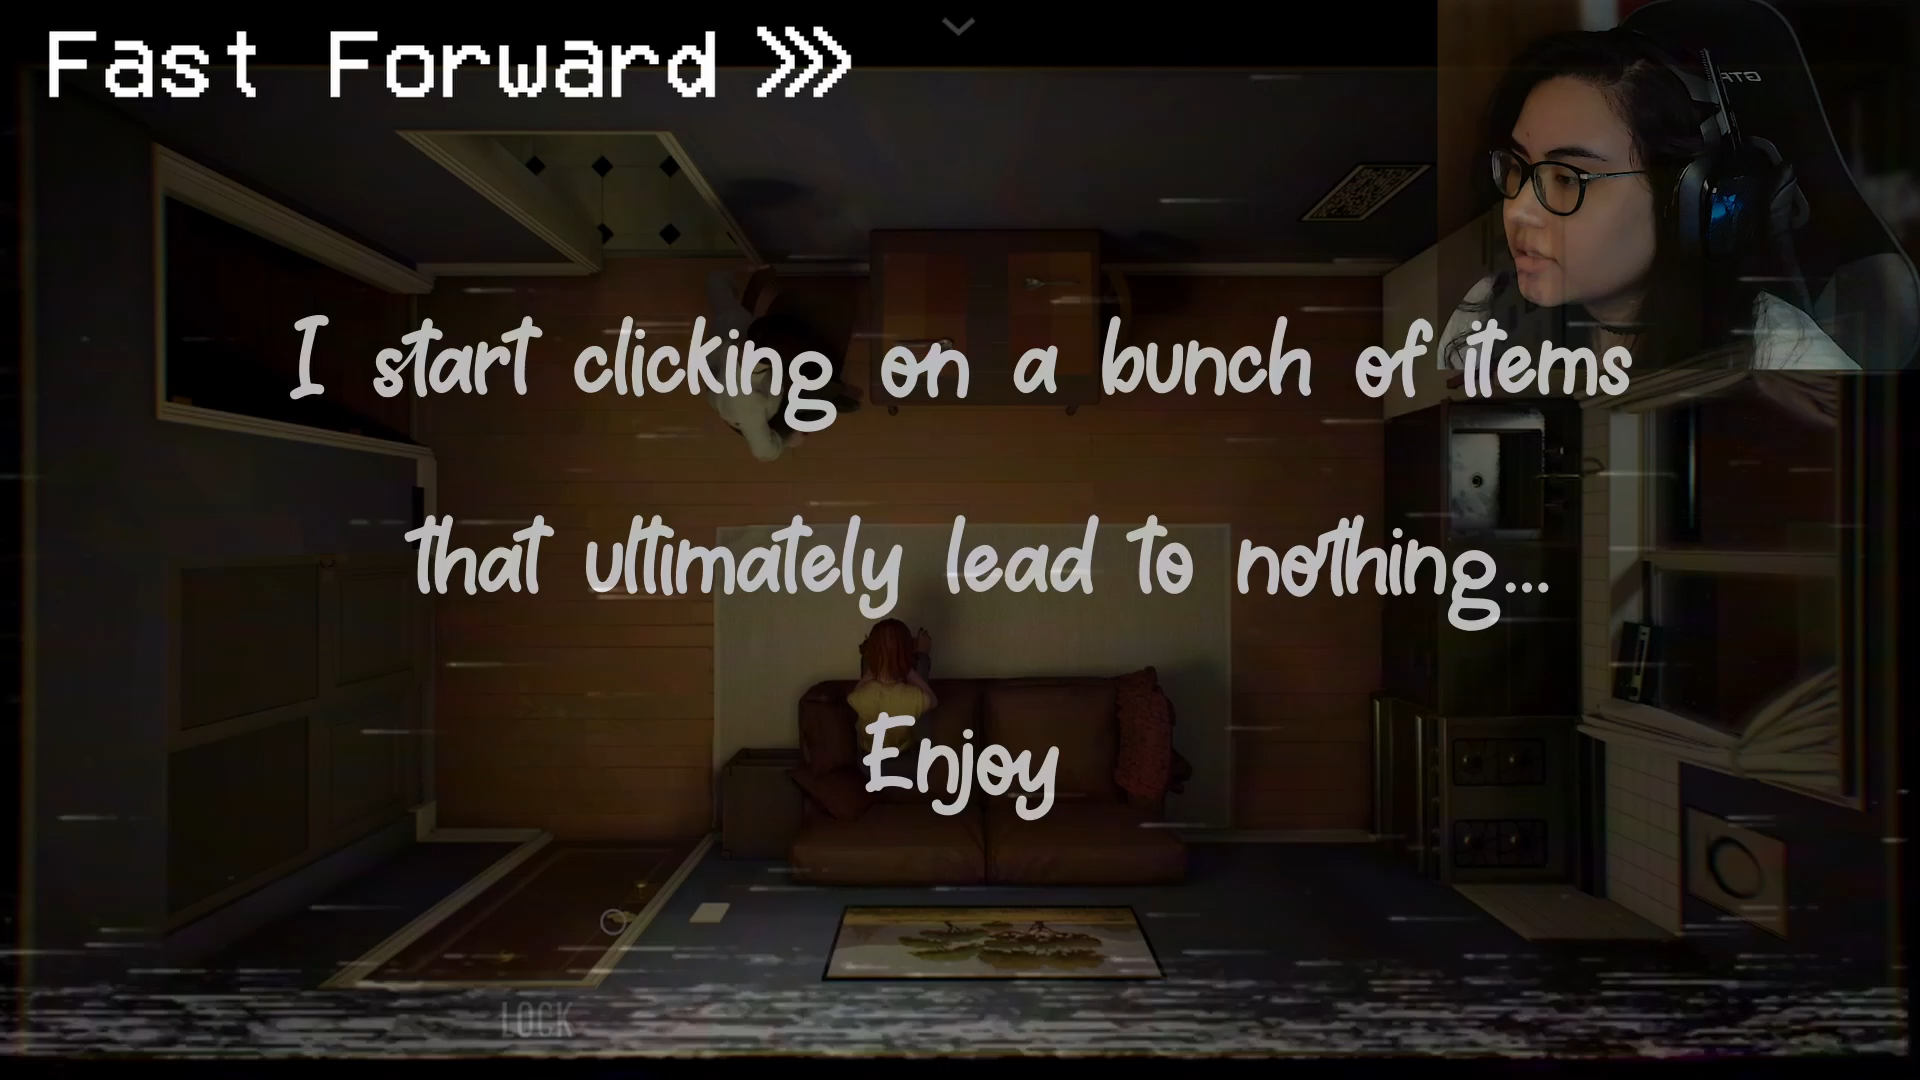 Fast Forward >>>
I start clicking on a bunch of items
that ultimately lead to nothing...
Enjoy
LOCK